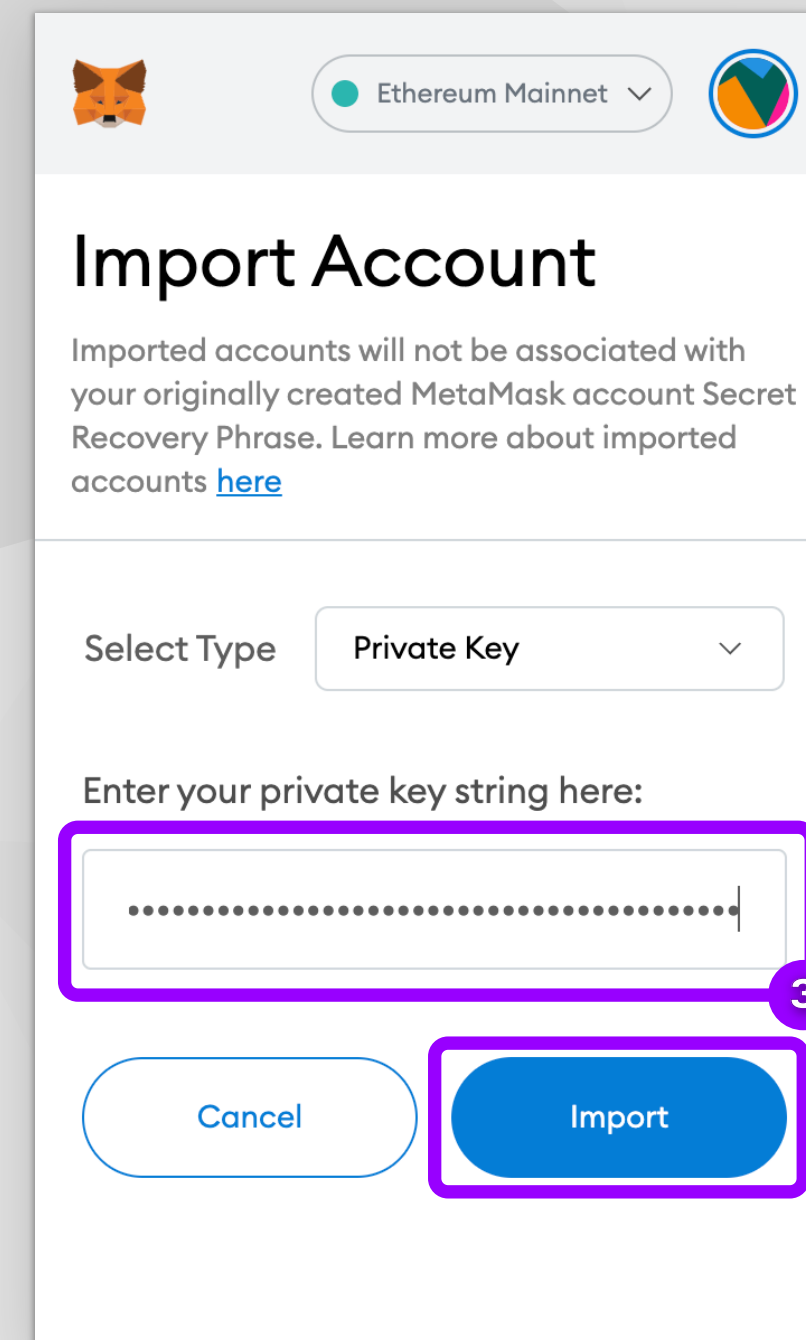 Ethereum Mainnet
Import Account
Imported accounts will not be associated with
your originally created MetaMask account Secret
Recovery Phrase. Learn more about imported
accounts here
Select Type
Private Key
Enter your private key string here:
•••••••••••••••••••••••••••••••••••••••••
3
Cancel
Import